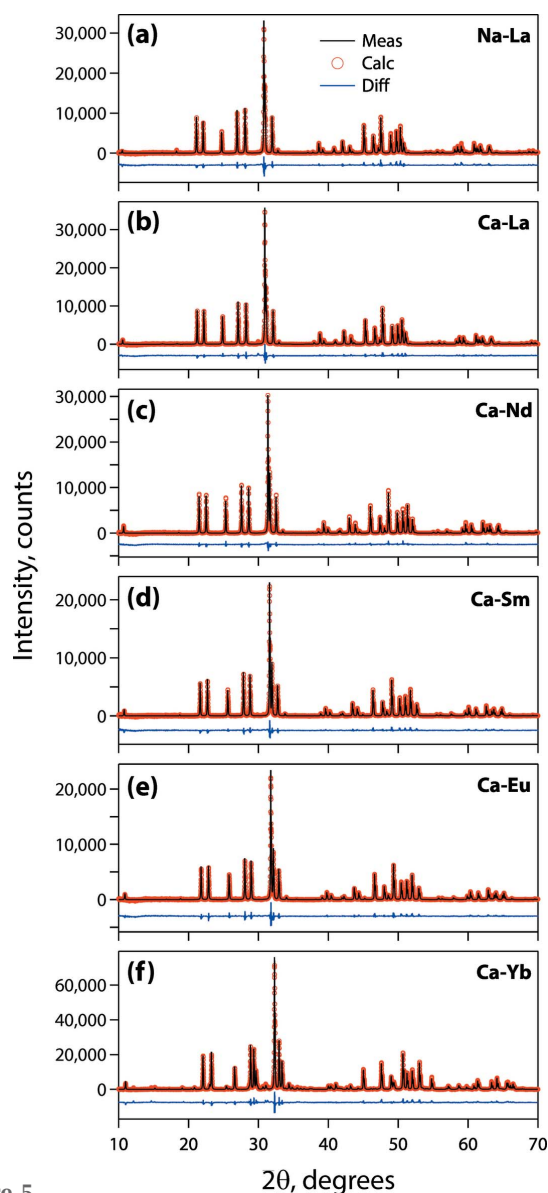 (a)
Na-La
Meas
Calc
Diff
30,000
20,000
10,000
0
(b)
Ca-La
30,000
20,000
10,000
0
(c)
Ca-Nd
30,000
20,000
10,000
0
(d)
Ca-Sm
20,000
10,000
0
(e)
Ca-Eu
20,000
10,000
0
(f)
Ca-Yb
60,000
40,000
20,000
0
10 20 30 40 50 60 70
2θ, degrees
Intensity, counts